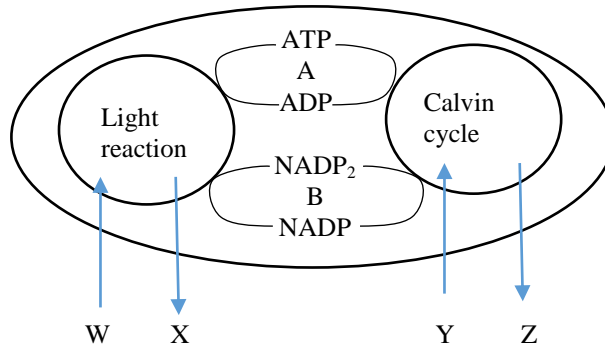 ATP
A
ADP
Light
reaction
Calvin
cycle
NADP₂
B
NADP
W X Y Z